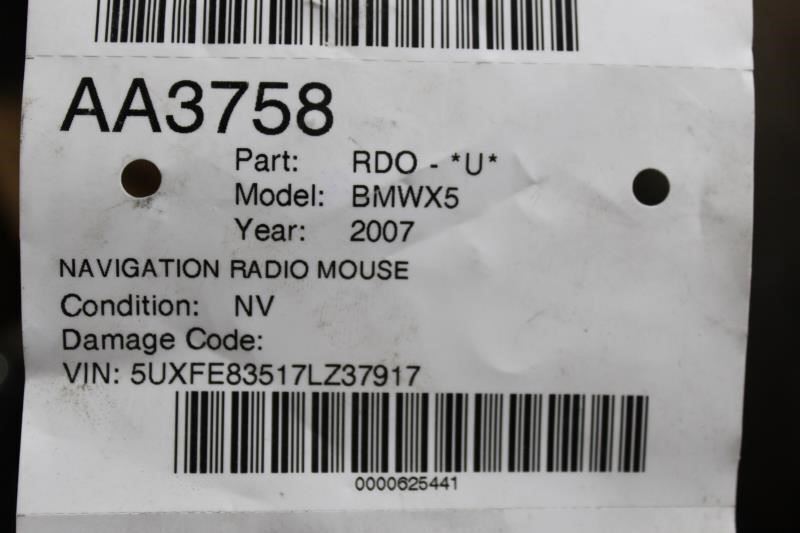 AA3758
Part: RDO - *U*
Model: BMWX5
Year: 2007
NAVIGATION RADIO MOUSE
Condition: NV
Damage Code:
VIN: 5UXFE83517LZ37917
0000625441